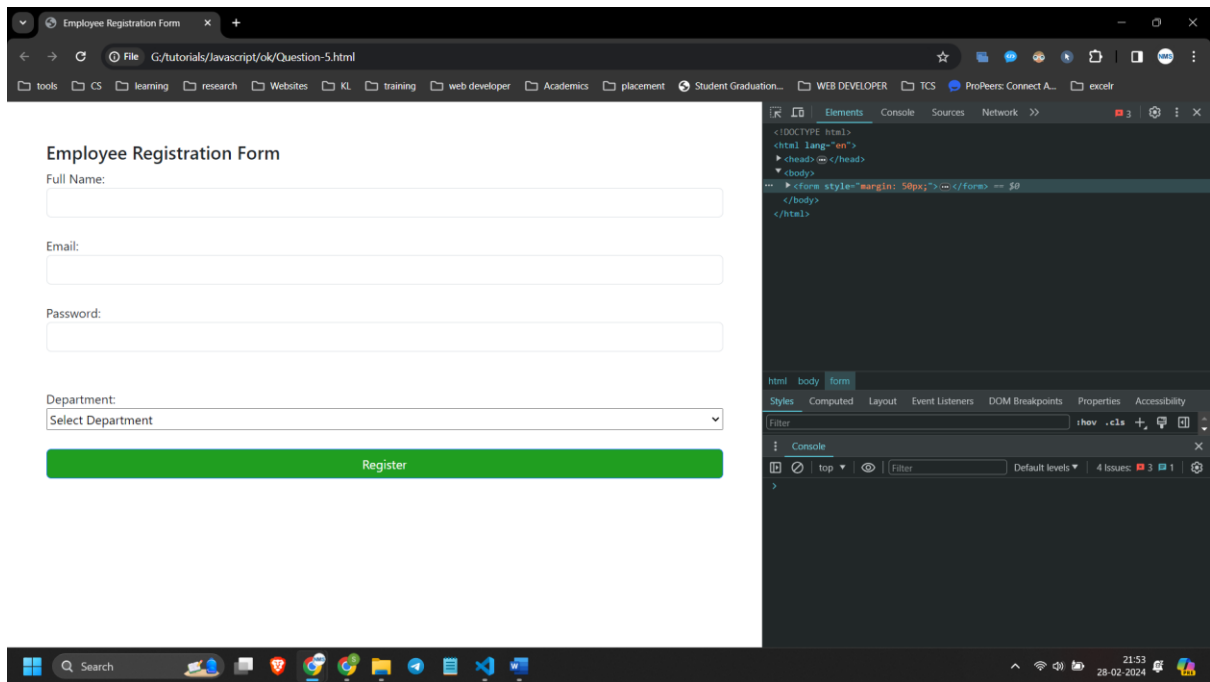 Employee Registration Form
File G:/tutorials/Javascript/ok/Question-5.html NMS
tools CS learning research Websites KL training web developer Academics placement Student Graduation... WEB DEVELOPER TCS ProPeers: Connect A... excelr
Elements Console Sources Network 3
<!DOCTYPE html>
<html lang="en">
<head> </head>
<body>
<form style="margin: 50px;"> </form> == $0
</body>
</html>
Employee Registration Form
Full Name:
Email:
Password:
Department:
Select Department
Register
html body form
Styles Computed Layout Event Listeners DOM Breakpoints Properties Accessibility
Filter :hov .cls
Console
top Filter Default levels 4 Issues: 3 1
Search
21:53
28-02-2024